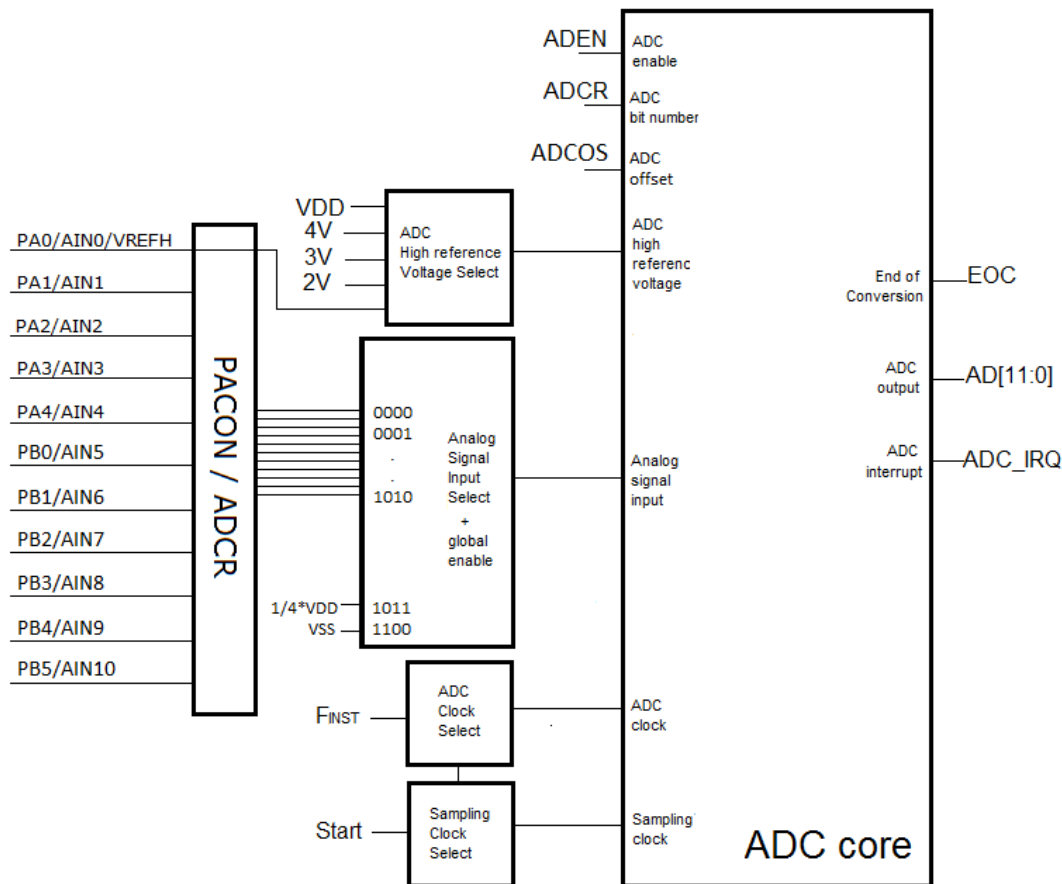 ADEN
ADC
enable
ADCR
ADC
bit number
ADCOS
ADC
offset
VDD
4V
3V
2V
ADC
High reference
Voltage Select
ADC
high
referenc
voltage
PA0/AIN0/VREFH
PA1/AIN1
PA2/AIN2
PA3/AIN3
PA4/AIN4
PB0/AIN5
PB1/AIN6
PB2/AIN7
PB3/AIN8
PB4/AIN9
PB5/AIN10
PACON / ADCR
0000
0001
.
.
1010
Analog
Signal
Input
Select
+
global
enable
1/4*VDD
1011
VSS
1100
Analog
signal
input
End of
Conversion
EOC
ADC
output
AD[11:0]
ADC
interrupt
ADC_IRQ
FINST
ADC
Clock
Select
ADC
clock
Start
Sampling
Clock
Select
Sampling
clock
ADC core